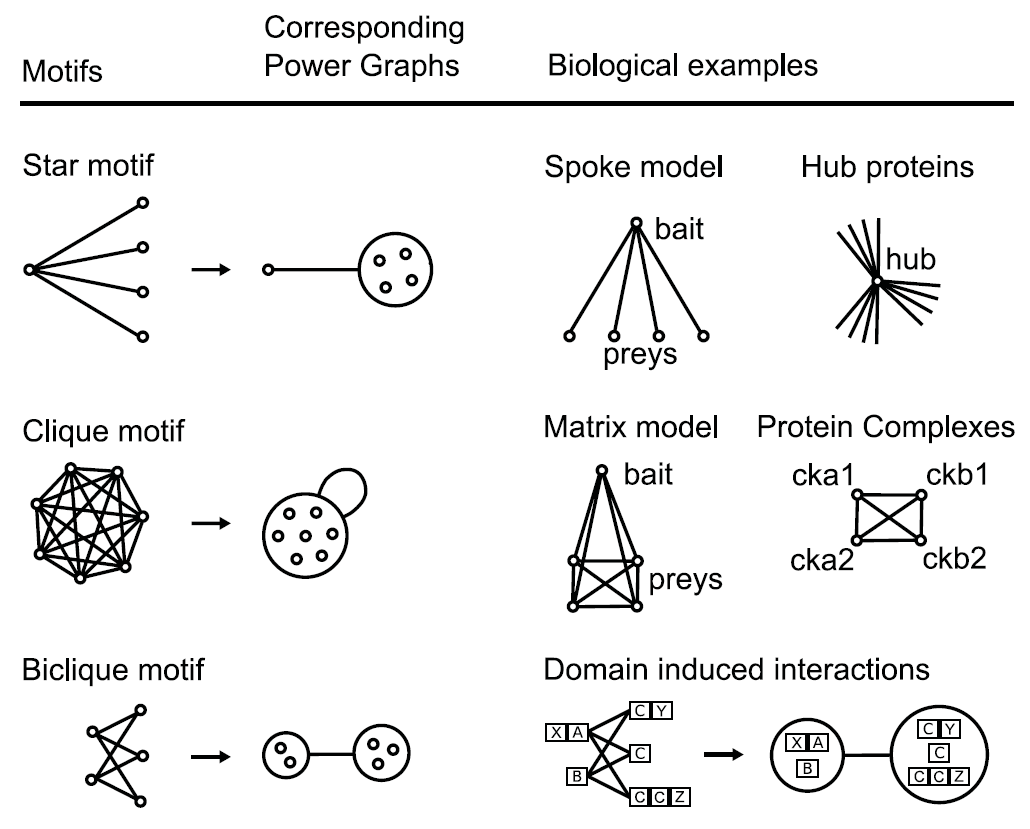 Motifs
Corresponding
Power Graphs
Biological examples
Star motif
Spoke model
Hub proteins
bait
preys
hub
Clique motif
Matrix model
Protein Complexes
bait
preys
cka1
ckb1
cka2
ckb2
Biclique motif
Domain induced interactions
X A
B
C Y
C
C C Z
X A
B
C Y
C
C C Z